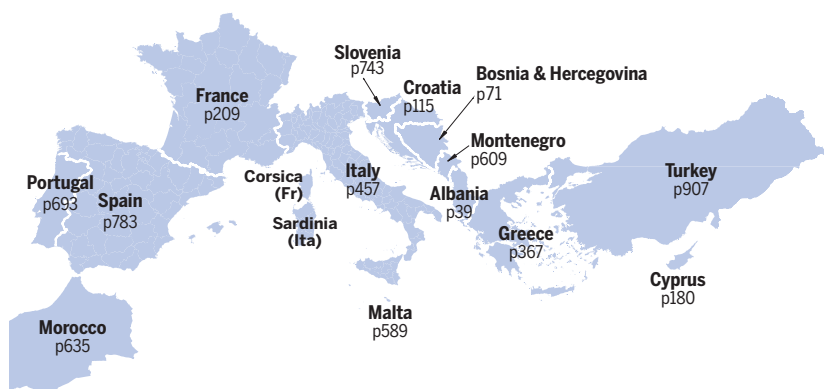 Slovenia
p743
Croatia
p115
Bosnia & Hercegovina
p71
France
p209
Montenegro
p609
Portugal
p693
Spain
p783
Corsica
(Fr)
Italy
p457
Albania
p39
Turkey
p907
Sardinia
(Ita)
Greece
p367
Cyprus
p180
Malta
p589
Morocco
p635